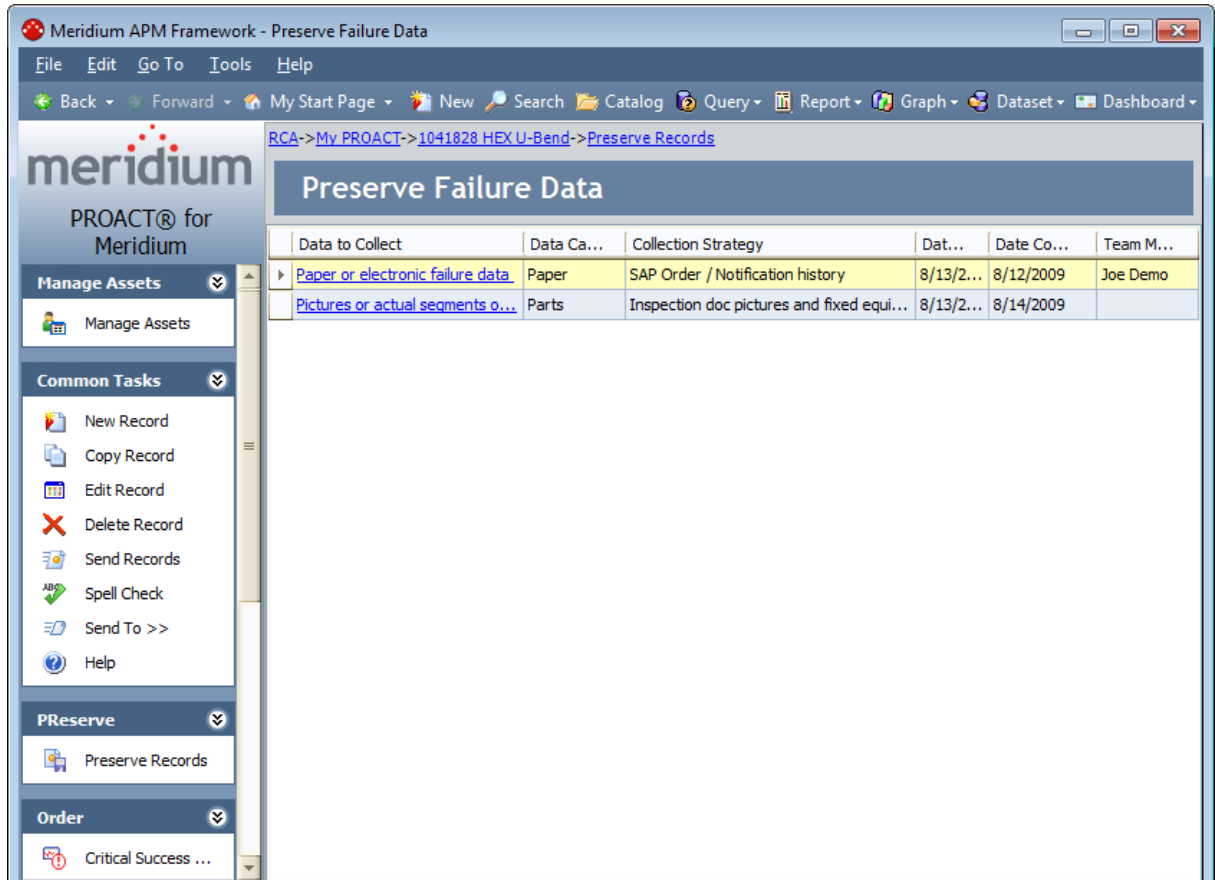 Meridium APM Framework - Preserve Failure Data
File Edit Go To Tools Help
Back Forward My Start Page New Search Catalog Query Report Graph Dataset Dashboard
meridium
PROACT® for
Meridium
RCA->My PROACT->1041828 HEX U-Bend->Preserve Records
Preserve Failure Data
Data to Collect Data Ca... Collection Strategy Dat... Date Co... Team M...
Paper or electronic failure data Paper SAP Order / Notification history 8/13/2... 8/12/2009 Joe Demo
Pictures or actual segments o... Parts Inspection doc pictures and fixed equi... 8/13/2... 8/14/2009
Manage Assets
Manage Assets
Common Tasks
New Record
Copy Record
Edit Record
Delete Record
Send Records
ABC
Spell Check
Send To >>
Help
PReserve
Preserve Records
Order
Critical Success ...